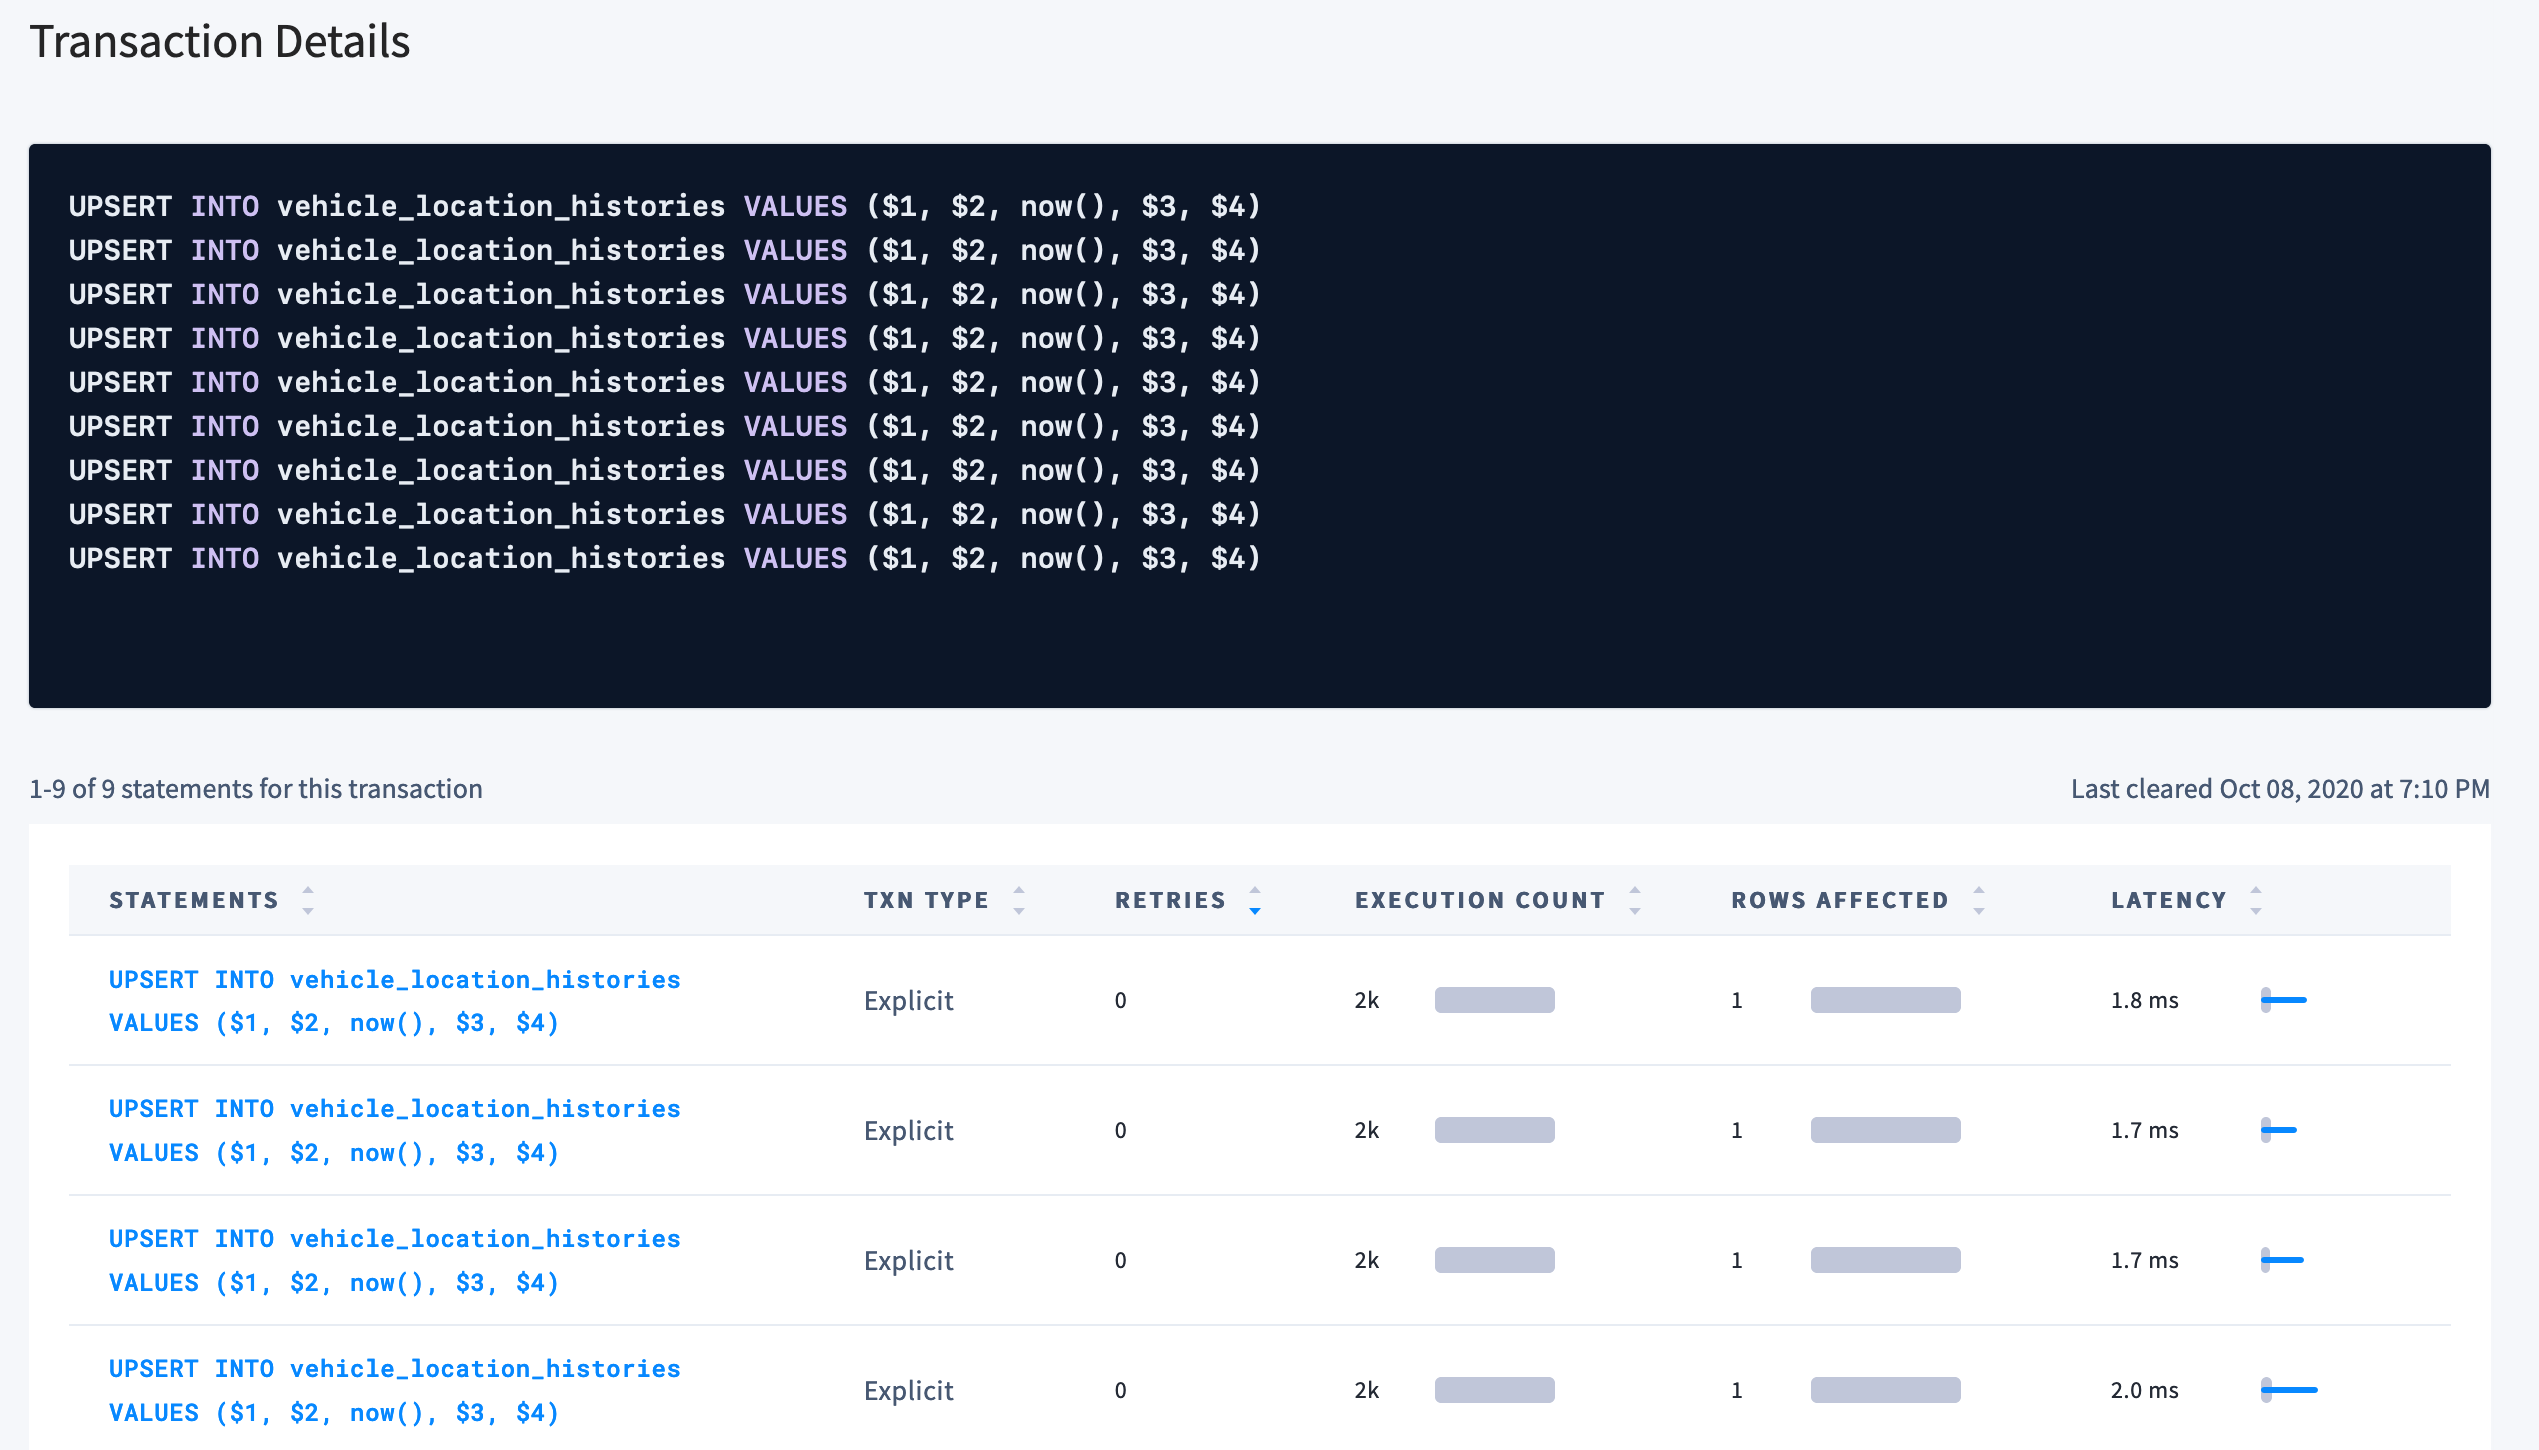 Transaction Details
UPSERT INTO vehicle_location_histories VALUES ($1, $2, now(), $3, $4)
UPSERT INTO vehicle_location_histories VALUES ($1, $2, now(), $3, $4)
UPSERT INTO vehicle_location_histories VALUES ($1, $2, now(), $3, $4)
UPSERT INTO vehicle_location_histories VALUES ($1, $2, now(), $3, $4)
UPSERT INTO vehicle_location_histories VALUES ($1, $2, now(), $3, $4)
UPSERT INTO vehicle_location_histories VALUES ($1, $2, now(), $3, $4)
UPSERT INTO vehicle_location_histories VALUES ($1, $2, now(), $3, $4)
UPSERT INTO vehicle_location_histories VALUES ($1, $2, now(), $3, $4)
UPSERT INTO vehicle_location_histories VALUES ($1, $2, now(), $3, $4)
1-9 of 9 statements for this transaction Last cleared Oct 08, 2020 at 7:10 PM
STATEMENTS TXN TYPE RETRIES EXECUTION COUNT ROWS AFFECTED LATENCY
UPSERT INTO vehicle_location_histories
VALUES ($1, $2, now(), $3, $4)
Explicit 0 2k 1 1.8 ms
UPSERT INTO vehicle_location_histories
VALUES ($1, $2, now(), $3, $4)
Explicit 0 2k 1 1.7 ms
UPSERT INTO vehicle_location_histories
VALUES ($1, $2, now(), $3, $4)
Explicit 0 2k 1 1.7 ms
UPSERT INTO vehicle_location_histories
VALUES ($1, $2, now(), $3, $4)
Explicit 0 2k 1 2.0 ms